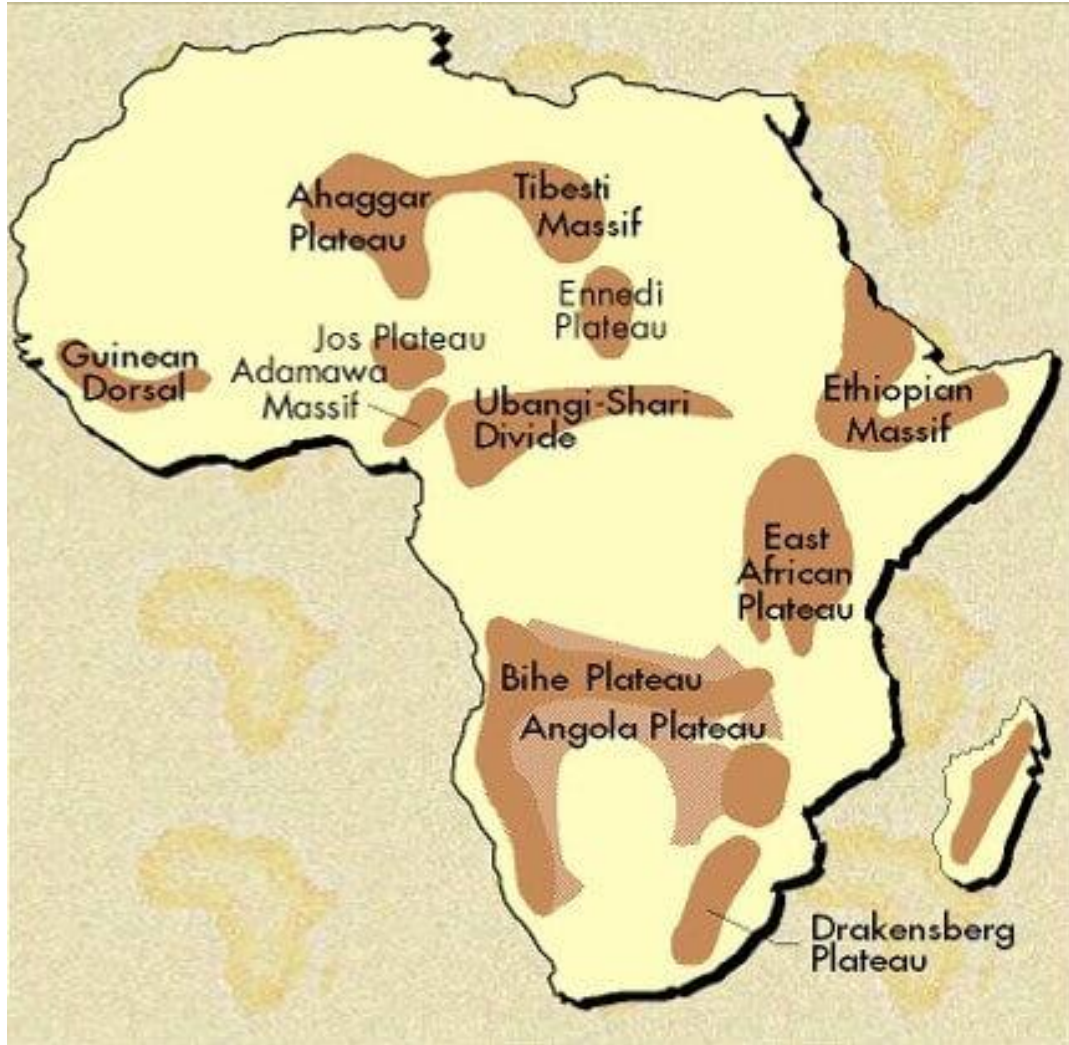 Ahaggar
Plateau
Tibesti
Massif
Ennedi
Plateau
Jos Plateau
Guinean
Dorsal
Adamawa
Massif
Ubangi-Shari
Divide
Ethiopian
Massif
East
African
Plateau
Bihe Plateau
Angola Plateau
Drakensberg
Plateau